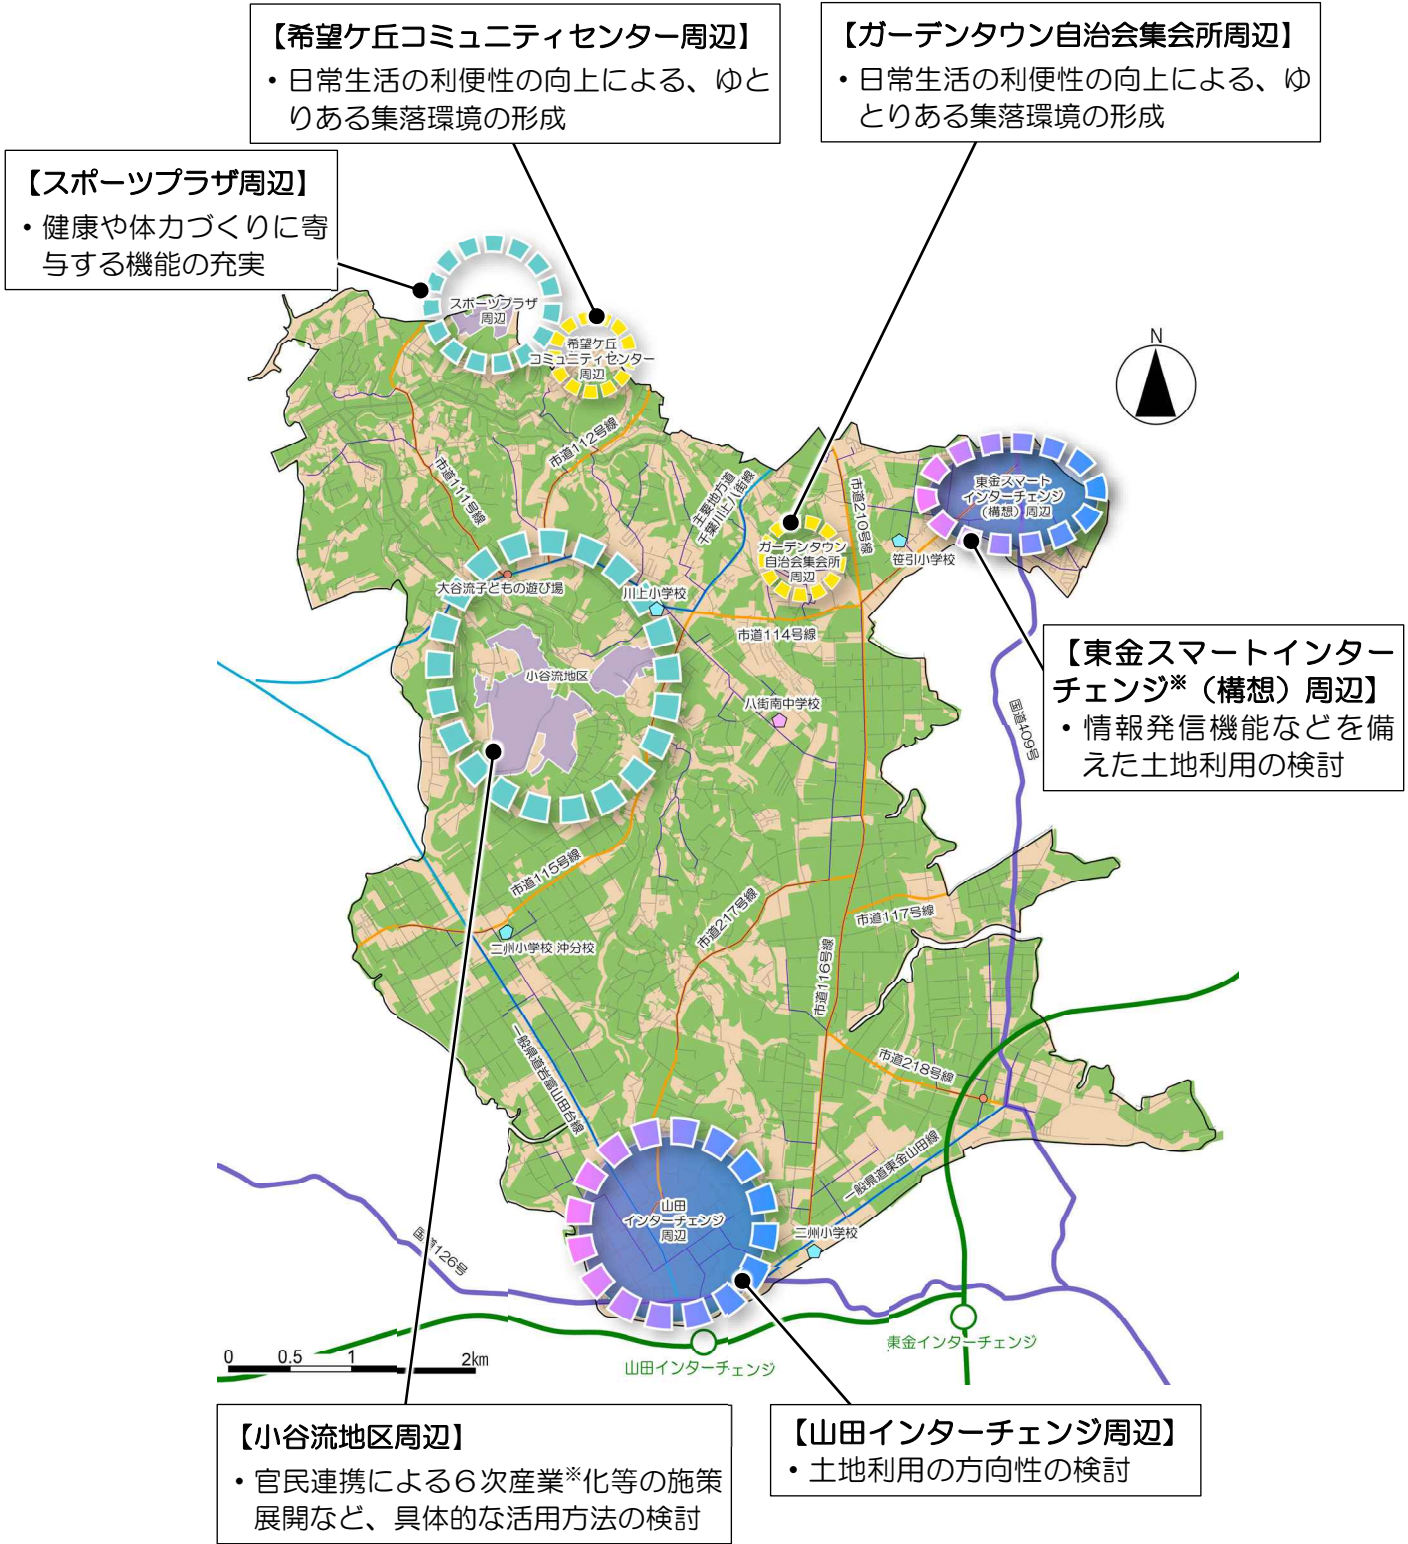 【希望ケ丘コミュニティセンター周辺】
・日常生活の利便性の向上による、ゆと
りある集落環境の形成
【ガーデンタウン自治会集会所周辺】
・日常生活の利便性の向上による、ゆ
とりある集落環境の形成
【スポーツプラザ周辺】
・健康や体力づくりに寄
与する機能の充実
スポーツプラザ
周辺
希望ケ丘
コミュニティセンター
周辺
N
市道112号線
市道111号線
主要地方道
千葉川上八街線
市道210号線
東金スマート
インターチェンジ
(構想)周辺
ガーデンタウン
自治会集会所
周辺
笹引小学校
大谷流子どもの遊び場
川上小学校
市道114号線
小谷流地区
八街南中学校
国道409号
【東金スマートインター
チェンジ※(構想)周辺】
・情報発信機能などを備
えた土地利用の検討
市道115号線
市道217号線
市道117号線
二州小学校 沖分校
市道116号線
一般県道岩富山田台線
市道218号線
一般県道東金山田線
山田
インターチェンジ
周辺
二州小学校
国道126号
東金インターチェンジ
山田インターチェンジ
0 0.5 1 2km
【小谷流地区周辺】
・官民連携による6次産業※化等の施策
展開など、具体的な活用方法の検討
【山田インターチェンジ周辺】
・土地利用の方向性の検討